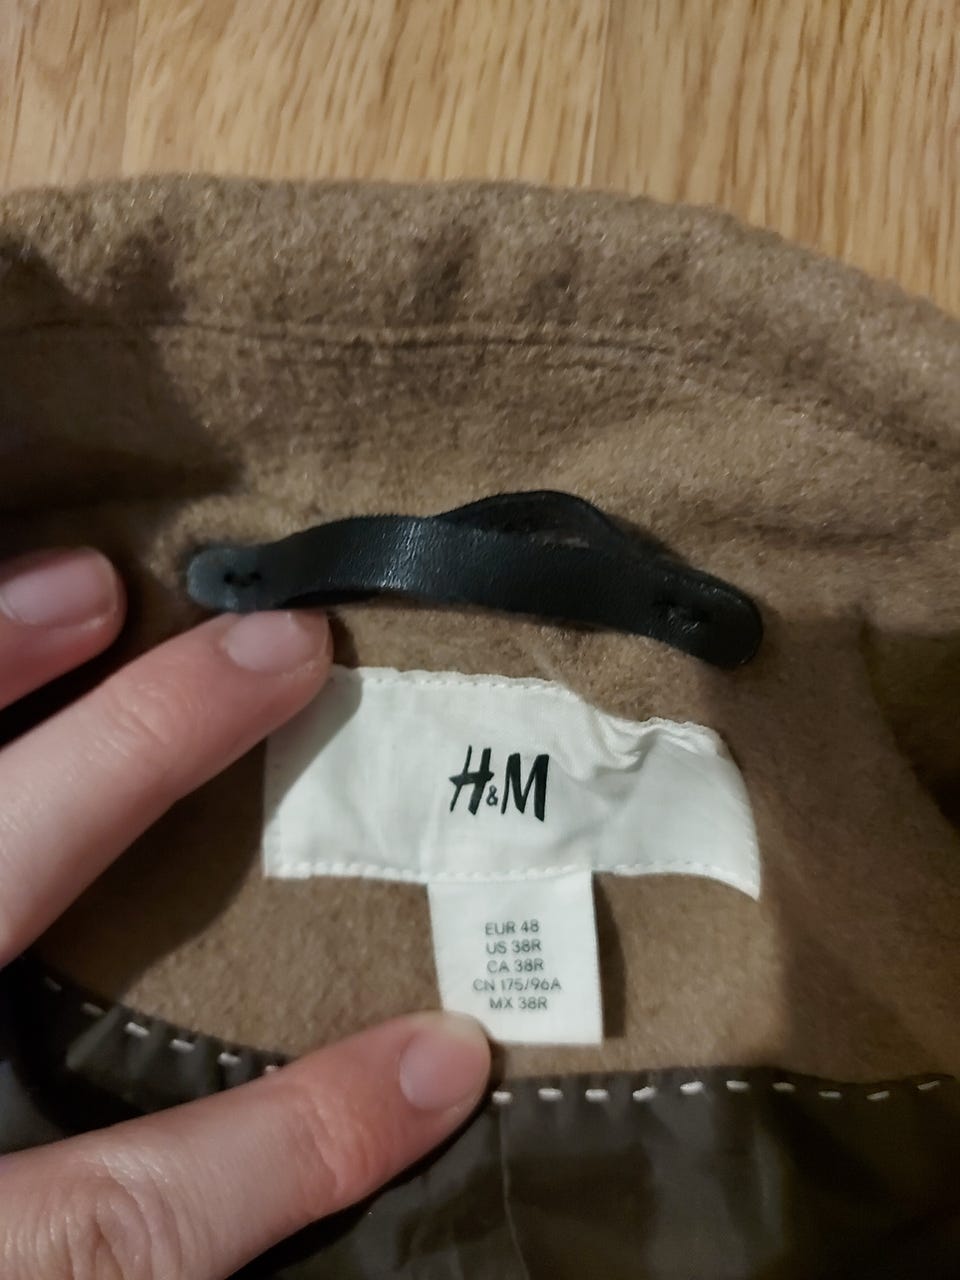 H&M
EUR 48
US 38R
CA 38R
CN 175/96A
MX 38R